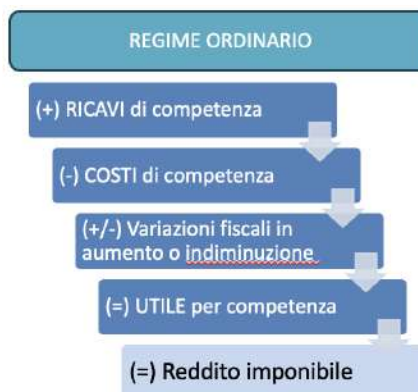 REGIME ORDINARIO
(+) RICAVI di competenza
(-) COSTI di competenza
(+/-) Variazioni fiscali in
aumento o indiminuzione
(=) UTILE per competenza
(=) Reddito imponibile